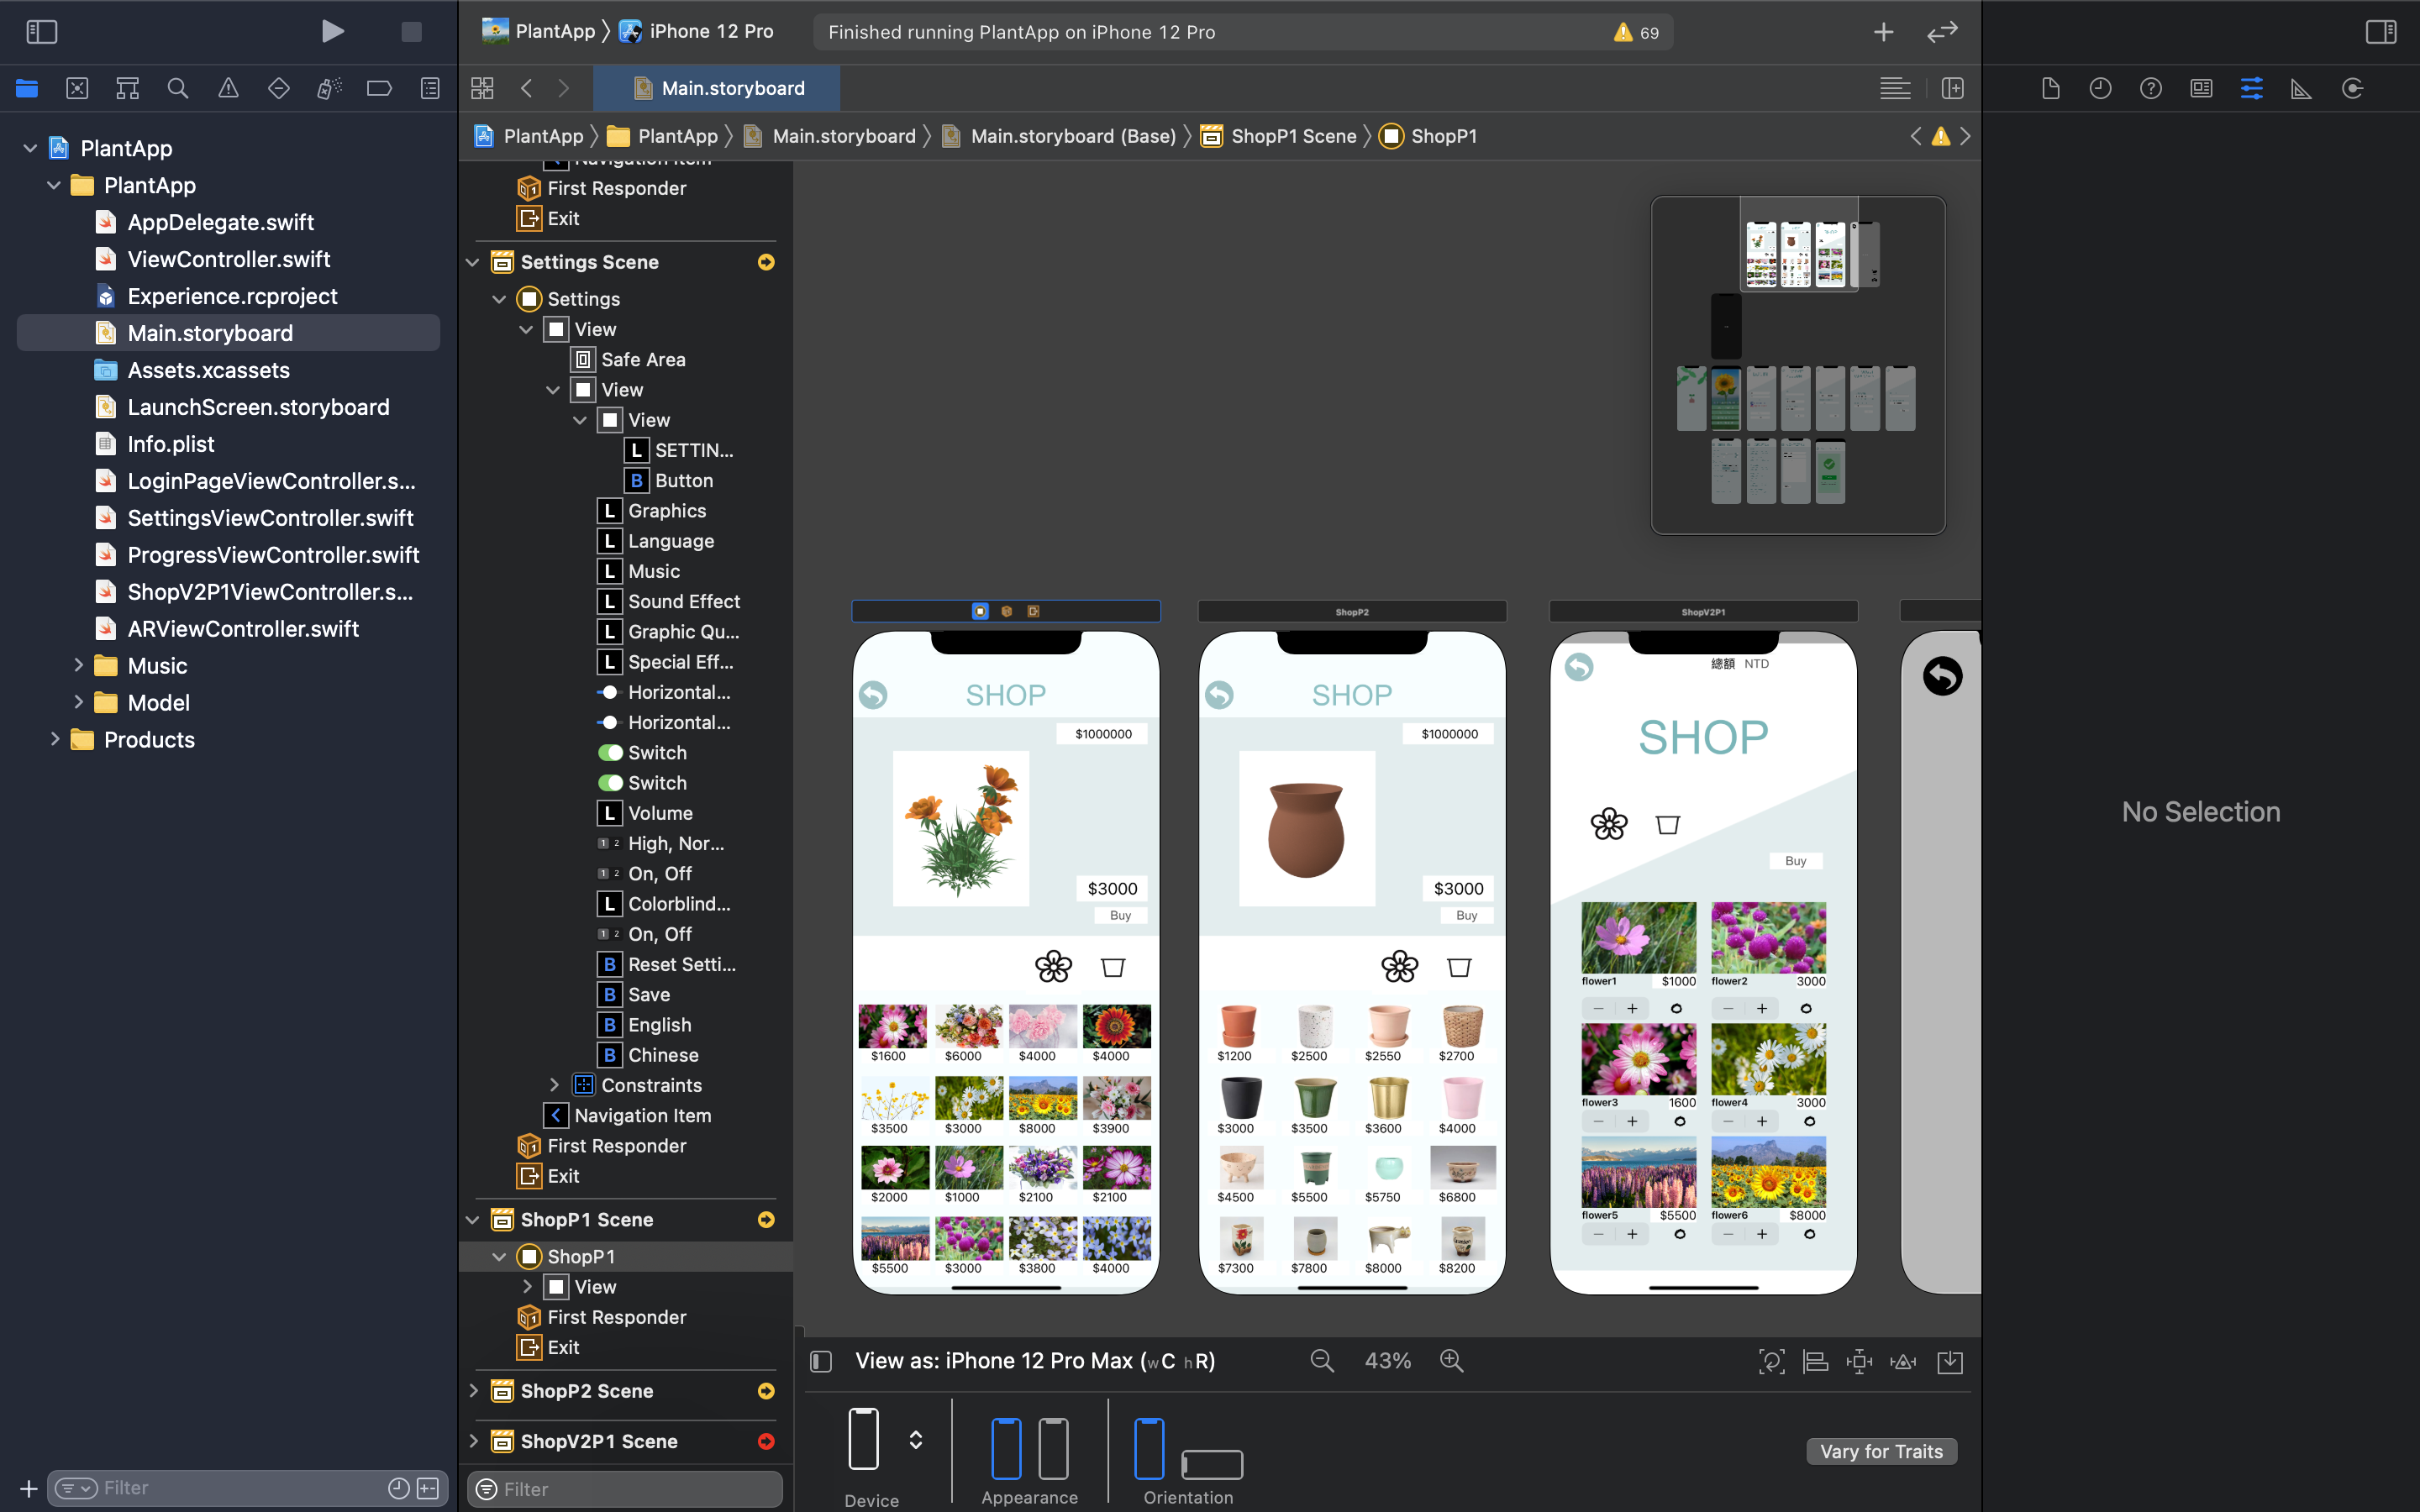 PlantApp
iPhone 12 Pro
Finished running PlantApp on iPhone 12 Pro
69
Main.storyboard
PlantApp
PlantApp
Main.storyboard
Main.storyboard (Base)
ShopP1 Scene
ShopP1
PlantApp
PlantApp
AppDelegate.swift
ViewController.swift
Experience.rcproject
Main.storyboard
Assets.xcassets
LaunchScreen.storyboard
Info.plist
LoginPageViewController.s...
SettingsViewController.swift
ProgressViewController.swift
ShopV2P1ViewController.s...
ARViewController.swift
Music
Model
Products
Filter
Navigation Item
First Responder
Exit
Settings Scene
Settings
View
Safe Area
View
View
L SETTIN...
B Button
L Graphics
L Language
L Music
L Sound Effect
L Graphic Qu...
L Special Eff...
Horizontal...
Horizontal...
Switch
Switch
L Volume
1 2 High, Nor...
1 2 On, Off
L Colorblind...
1 2 On, Off
B Reset Setti...
B Save
B English
B Chinese
Constraints
Navigation Item
First Responder
Exit
ShopP1 Scene
ShopP1
View
First Responder
Exit
ShopP2 Scene
ShopV2P1 Scene
Filter
SHOP
$1000000
$3000
Buy
$1600 $6000 $4000 $4000
$3500 $3000 $8000 $3900
$2000 $1000 $2100 $2100
$5500 $3000 $3800 $4000
ShopP2
SHOP
$1000000
$3000
Buy
$1200 $2500 $2550 $2700
$3000 $3500 $3600 $4000
$4500 $5500 $5750 $6800
$7300 $7800 $8000 $8200
ShopV2P1
總額 NTD
SHOP
Buy
flower1 $1000 flower2 3000
− + − +
flower3 1600 flower4 3000
− + − +
flower5 $5500 flower6 $8000
− + − +
View as: iPhone 12 Pro Max (wC hR)
43%
Device
Appearance
Orientation
Vary for Traits
No Selection